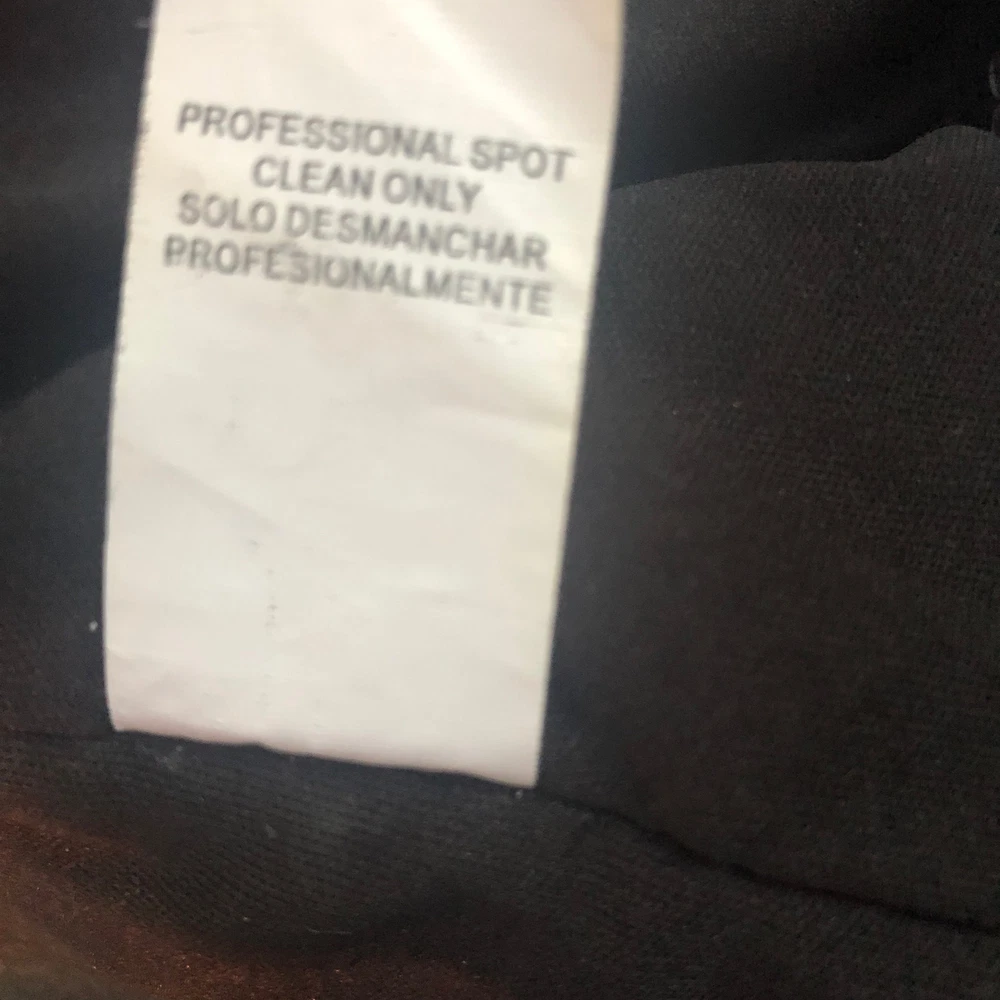 PROFESSIONAL SPOT
CLEAN ONLY
SOLO DESMANCHAR
PROFESIONALMENTE